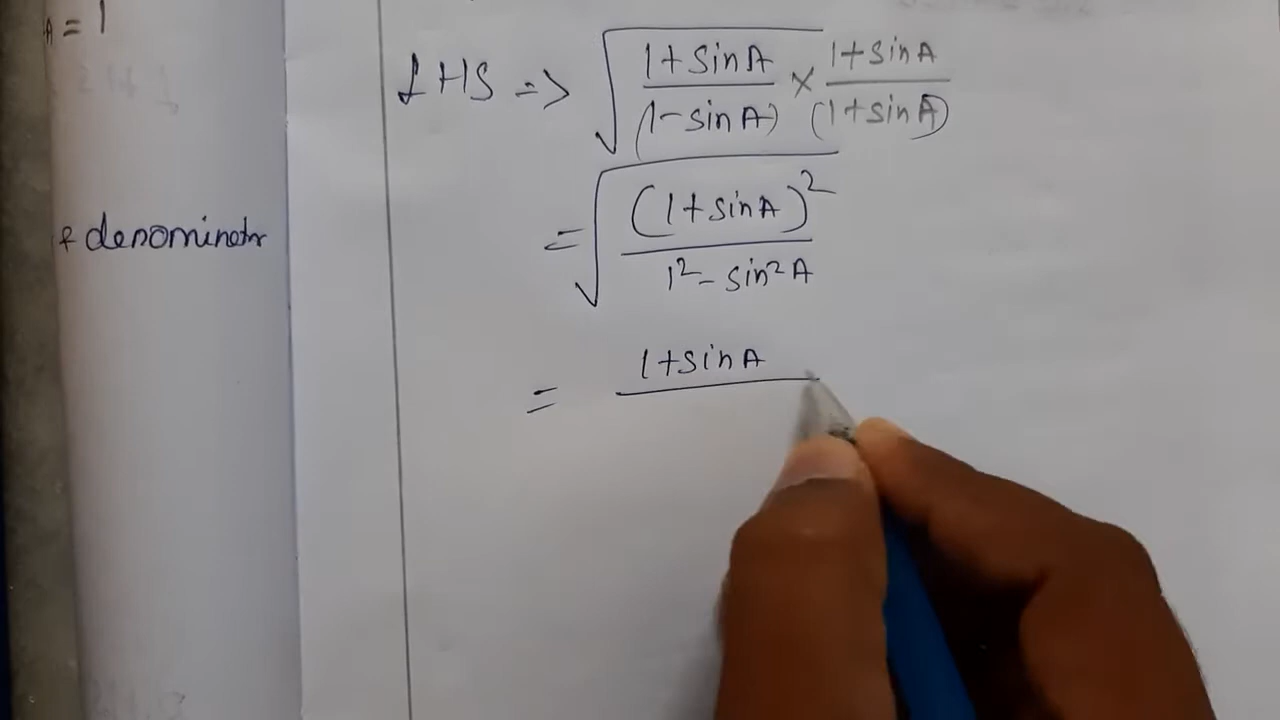 A = 1
& denominator
LHS => √(1+sinA / (1-sinA) × 1+sinA / (1+sinA))
= √((1+sinA)² / 1² - sin²A)
= 1+sinA